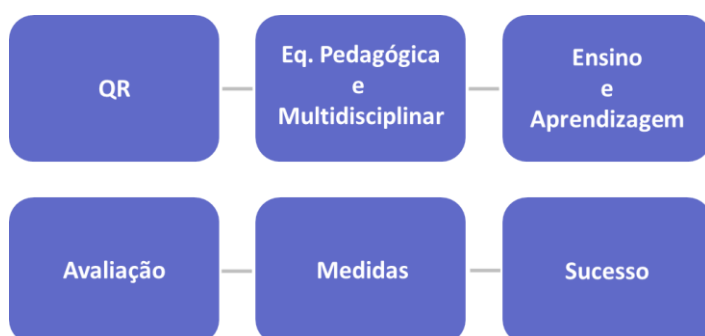 QR
Eq. Pedagógica
e
Multidisciplinar
Ensino
e
Aprendizagem
Avaliação
Medidas
Sucesso